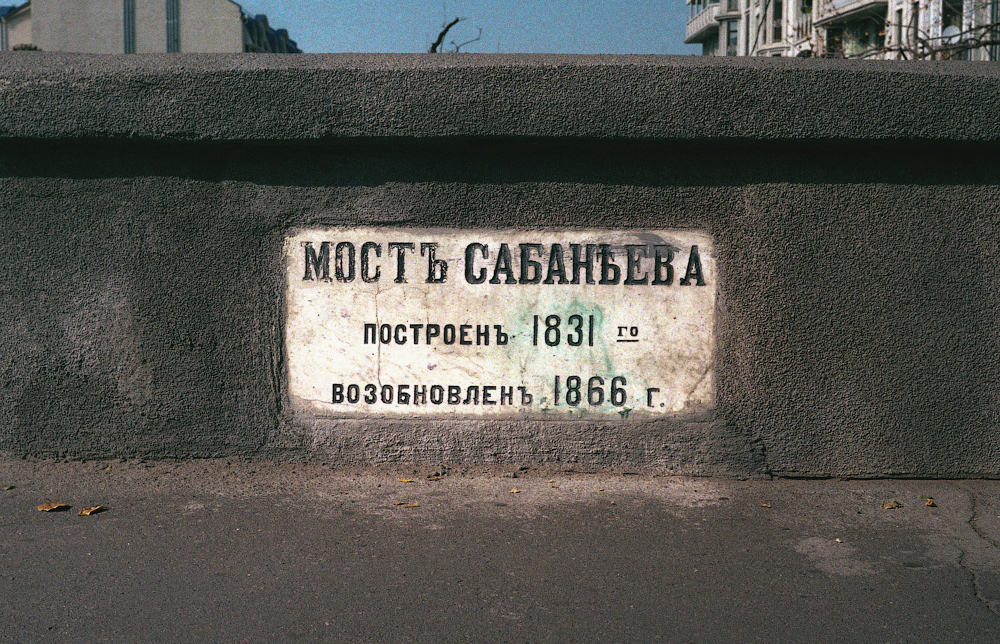 МОСТЪ САБАНѢЕВА
ПОСТРОЕНЪ 1831 ГО
ВОЗОБНОВЛЕНЪ 1866 Г.